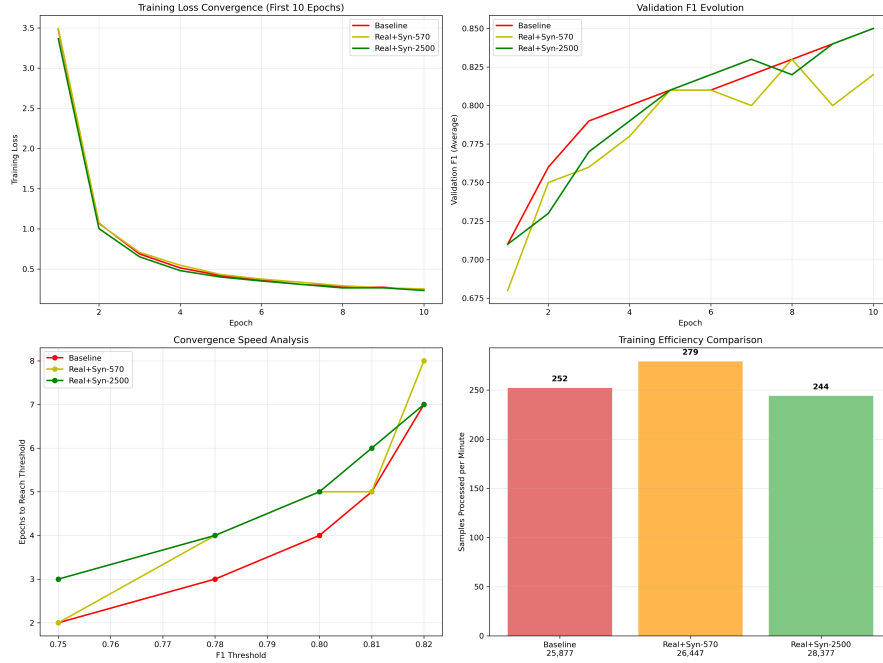 Training Loss Convergence (First 10 Epochs)
Baseline
Real+Syn-570
Real+Syn-2500
3.5
3.0
2.5
2.0
1.5
1.0
0.5
Training Loss
2 4 6 8 10
Epoch
Validation F1 Evolution
Baseline
Real+Syn-570
Real+Syn-2500
0.850
0.825
0.800
0.775
0.750
0.725
0.700
0.675
Validation F1 (Average)
2 4 6 8 10
Epoch
Convergence Speed Analysis
Baseline
Real+Syn-570
Real+Syn-2500
8
7
6
5
4
3
2
Epochs to Reach Threshold
0.75 0.76 0.77 0.78 0.79 0.80 0.81 0.82
F1 Threshold
Training Efficiency Comparison
252 279 244
250
200
150
100
50
0
Samples Processed per Minute
Baseline Real+Syn-570 Real+Syn-2500
25,877 26,447 28,377